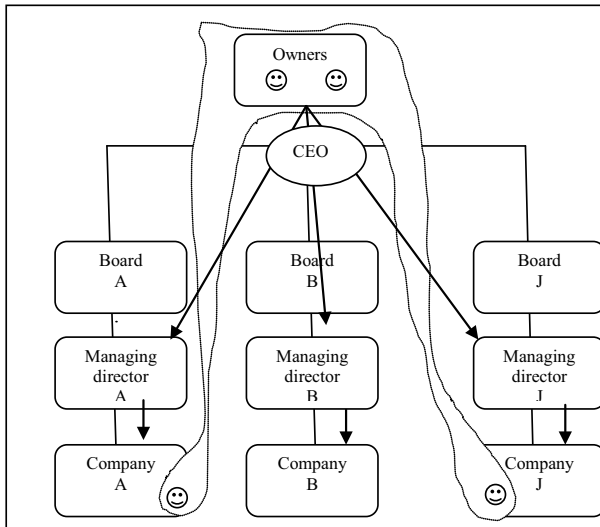 Owners
CEO
Board
A
Board
B
Board
J
Managing
director
A
Managing
director
B
Managing
director
J
Company
A
Company
B
Company
J